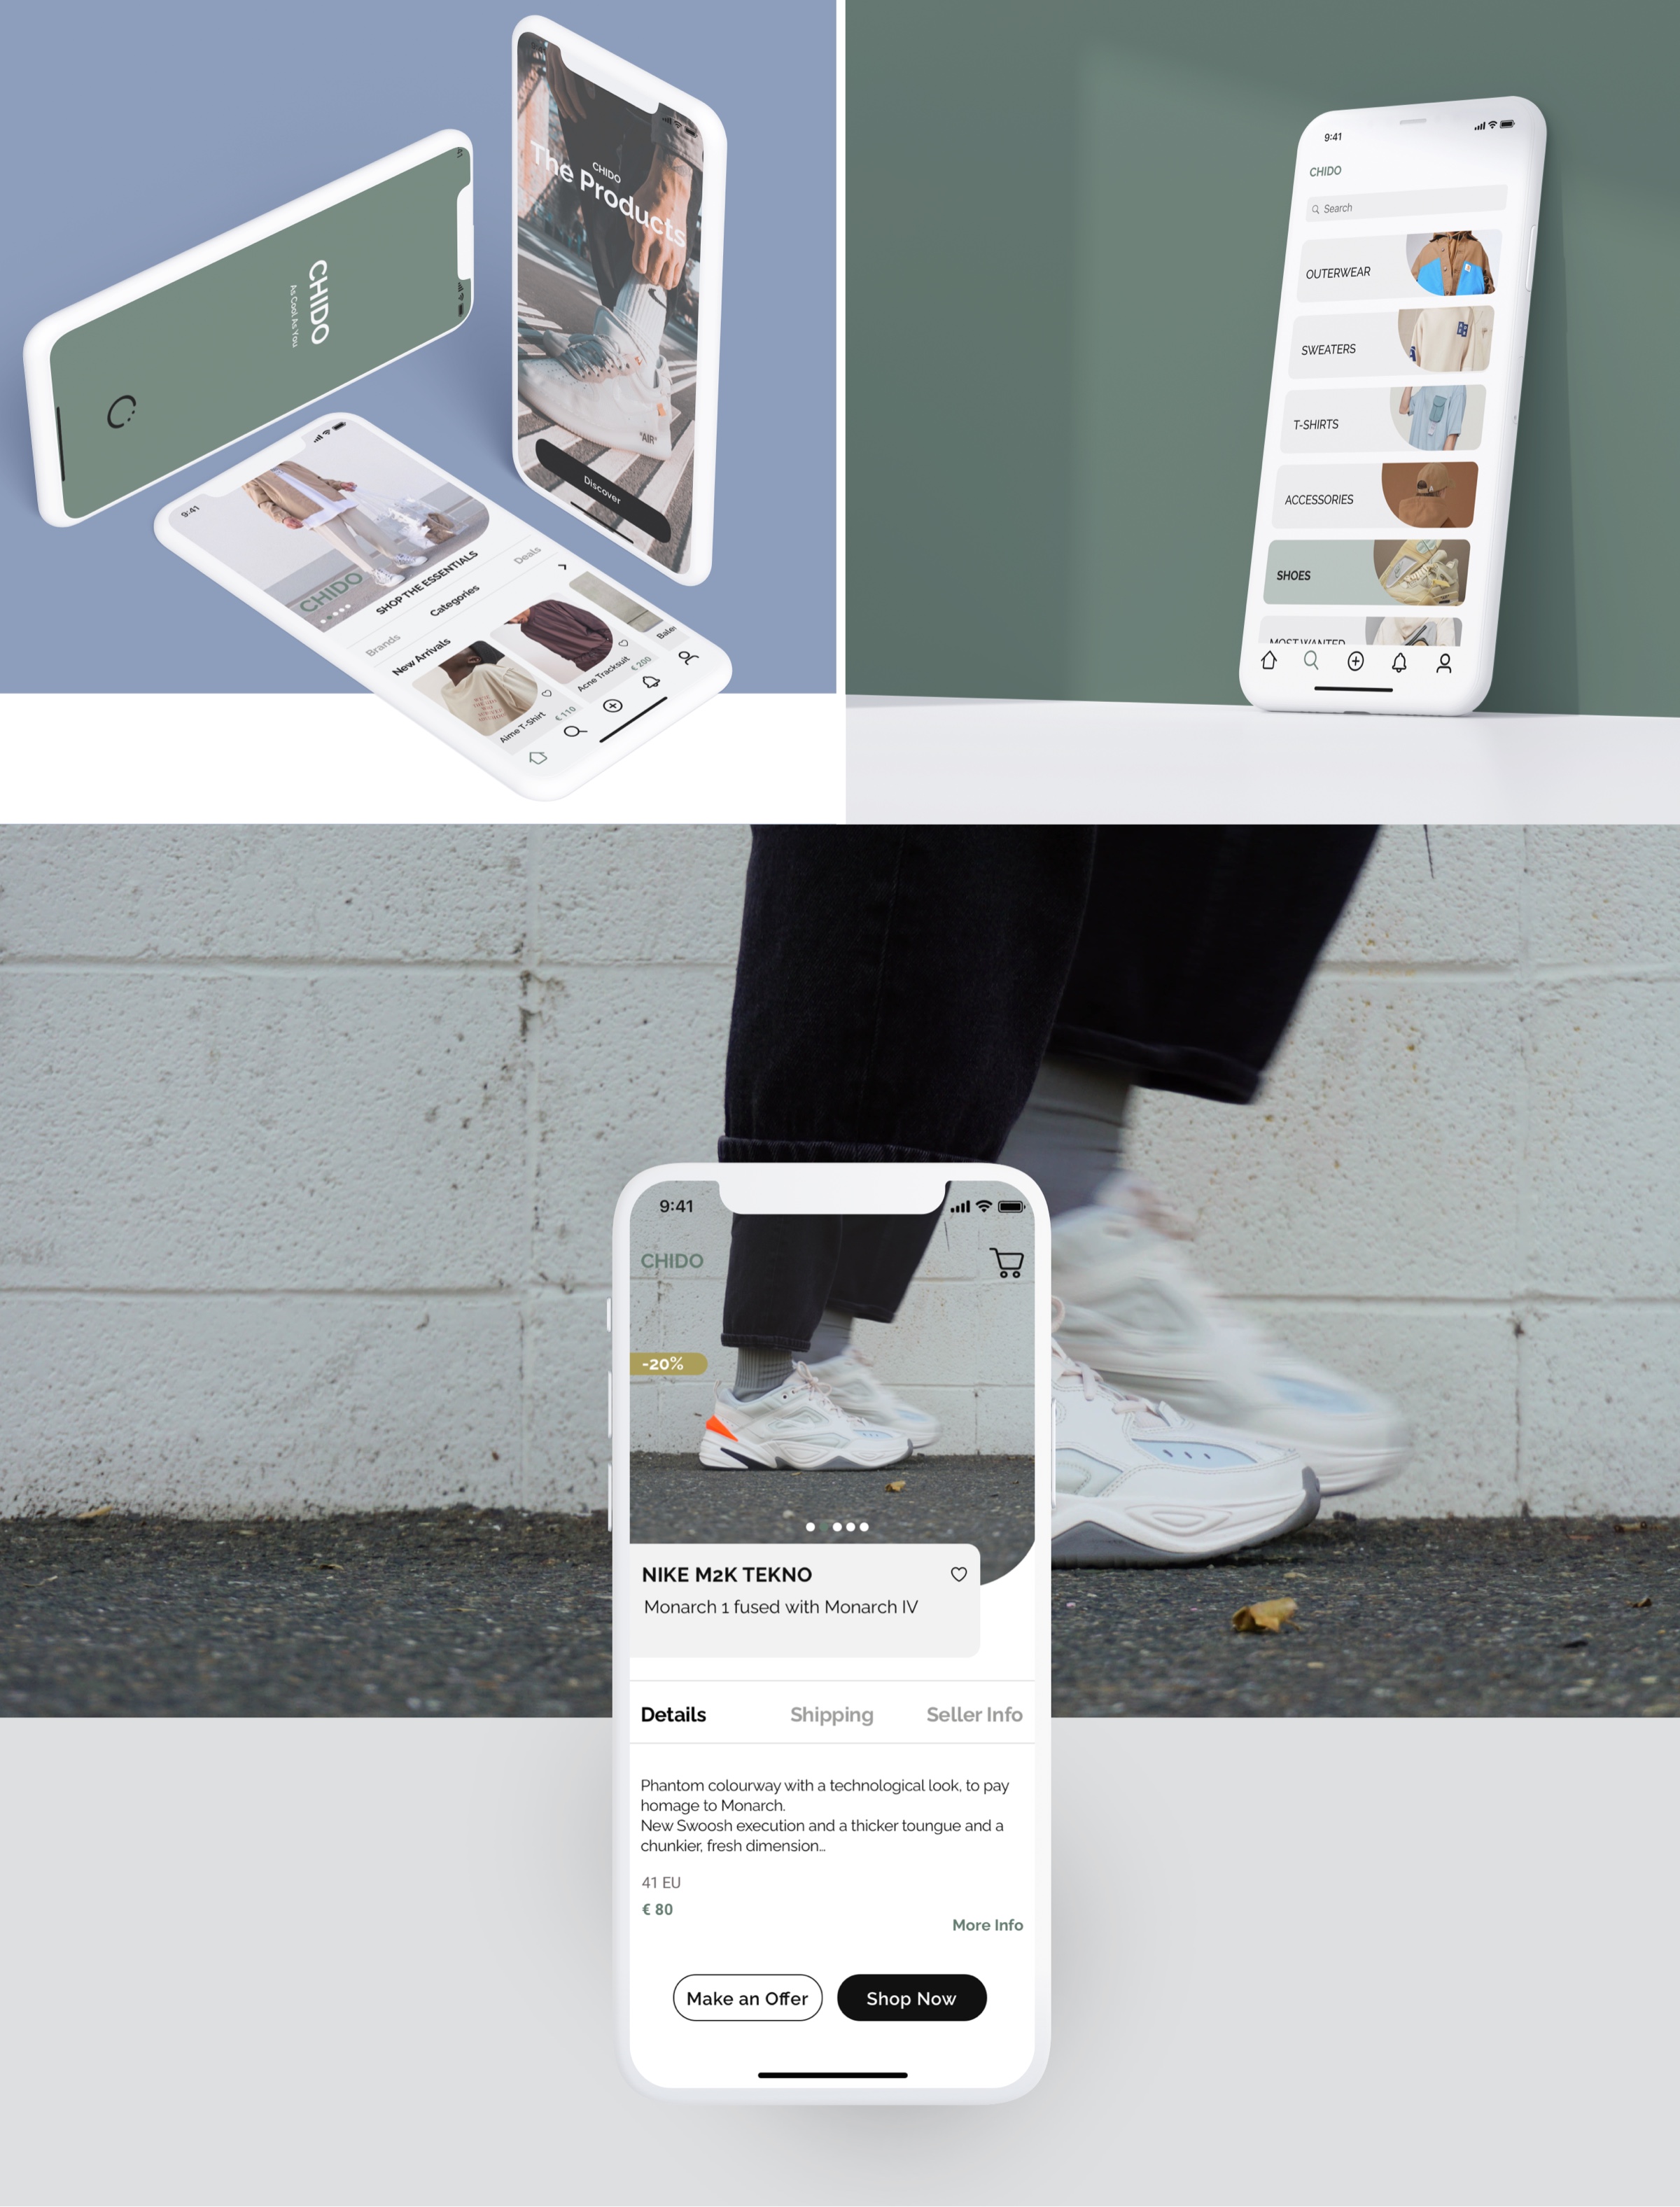 CHIDO
As Cool As You
CHIDO
The Products
"AIR"
Discover
9:41
CHIDO
SHOP THE ESSENTIALS
Brands
Categories
Deals
New Arrivals
Aime T-Shirt
€ 110
Acne Tracksuit
€ 200
9:41
CHIDO
Search
OUTERWEAR
SWEATERS
T-SHIRTS
ACCESSORIES
SHOES
MOST WANTED
9:41
CHIDO
-20%
NIKE M2K TEKNO
Monarch 1 fused with Monarch IV
Details
Shipping
Seller Info
Phantom colourway with a technological look, to pay
homage to Monarch.
New Swoosh execution and a thicker toungue and a
chunkier, fresh dimension...
41 EU
€ 80
More Info
Make an Offer
Shop Now